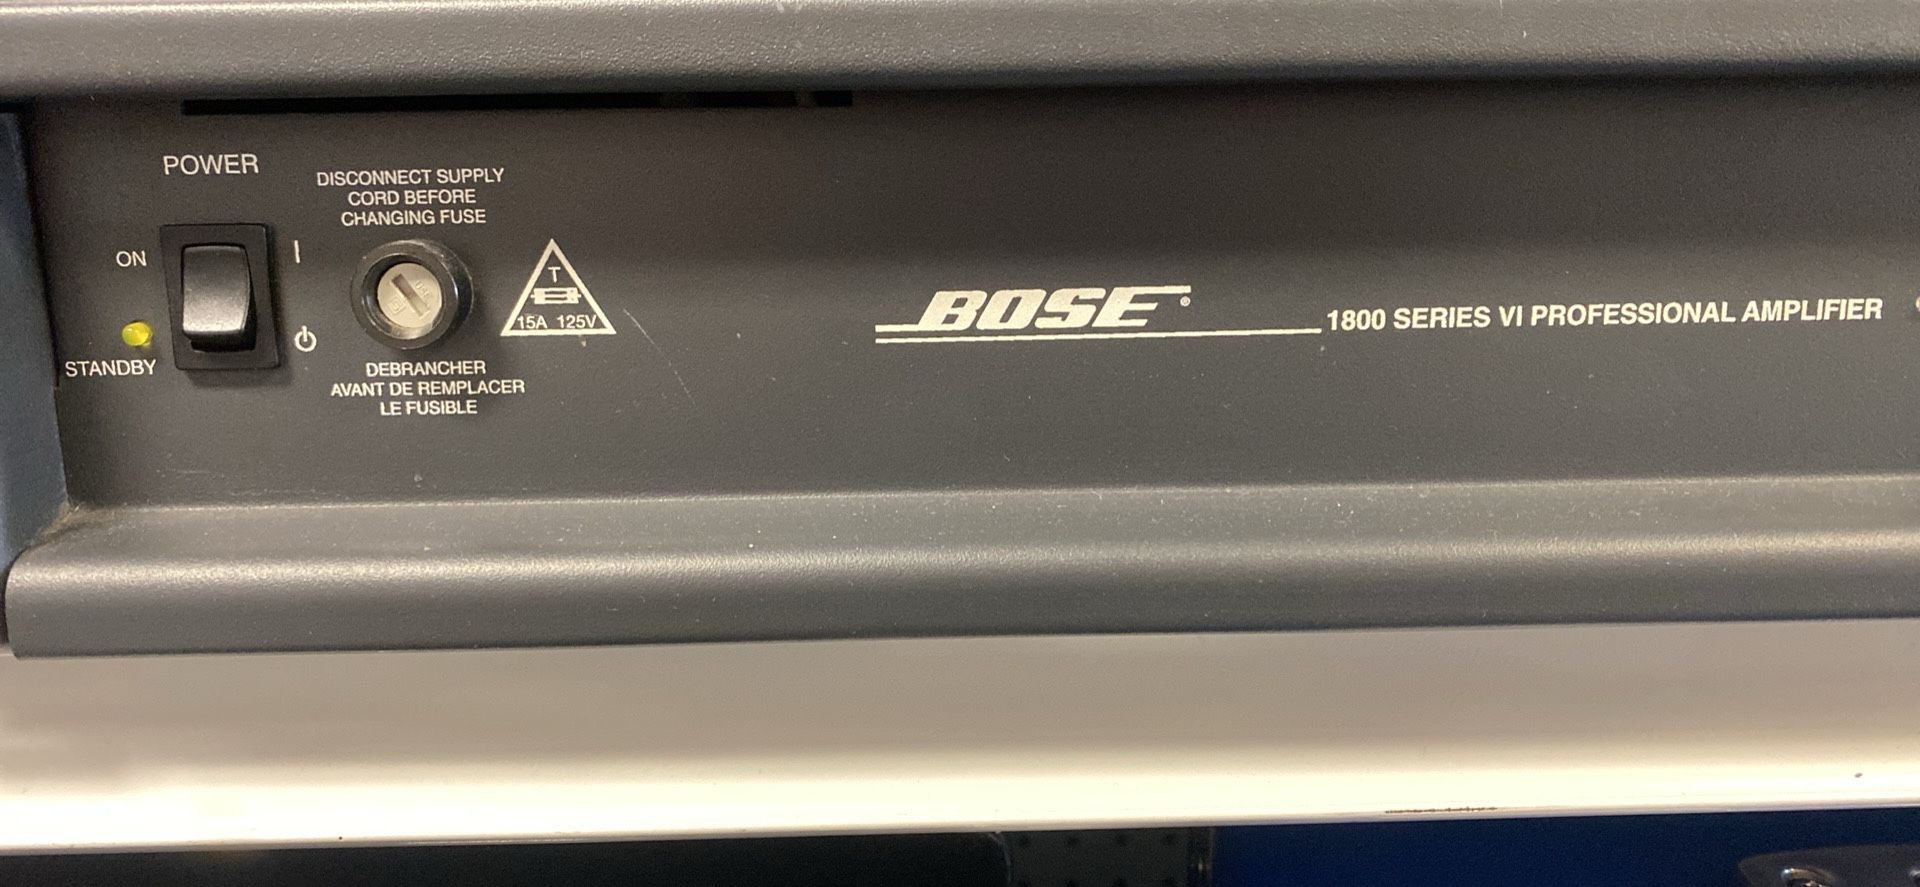 POWER
DISCONNECT SUPPLY
CORD BEFORE
CHANGING FUSE
ON
STANDBY
T
15A 125V
DEBRANCHER
AVANT DE REMPLACER
LE FUSIBLE
BOSE®
1800 SERIES VI PROFESSIONAL AMPLIFIER